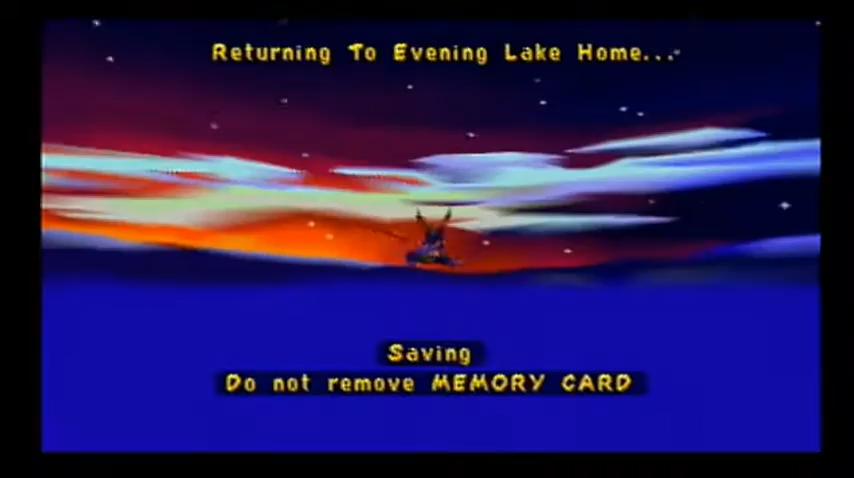 Returning To Evening Lake Home...
Saving
Do not remove MEMORY CARD